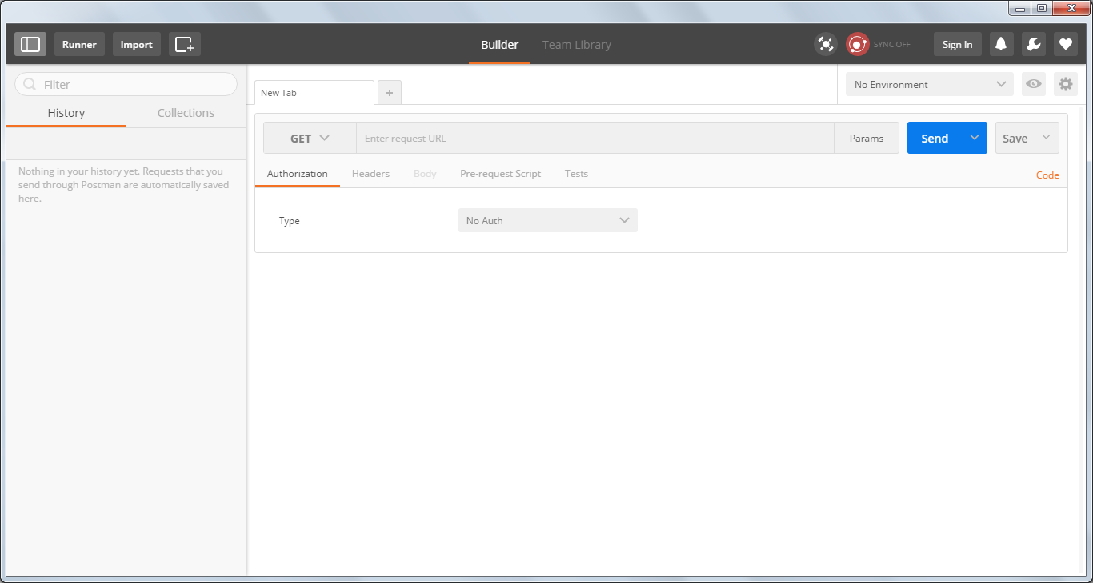 Runner Import Builder Team Library SYNC OFF Sign In
Filter
History Collections
Nothing in your history yet. Requests that you
send through Postman are automatically saved
here.
New Tab + No Environment
GET Enter request URL Params Send Save
Authorization Headers Body Pre-request Script Tests Code
Type No Auth